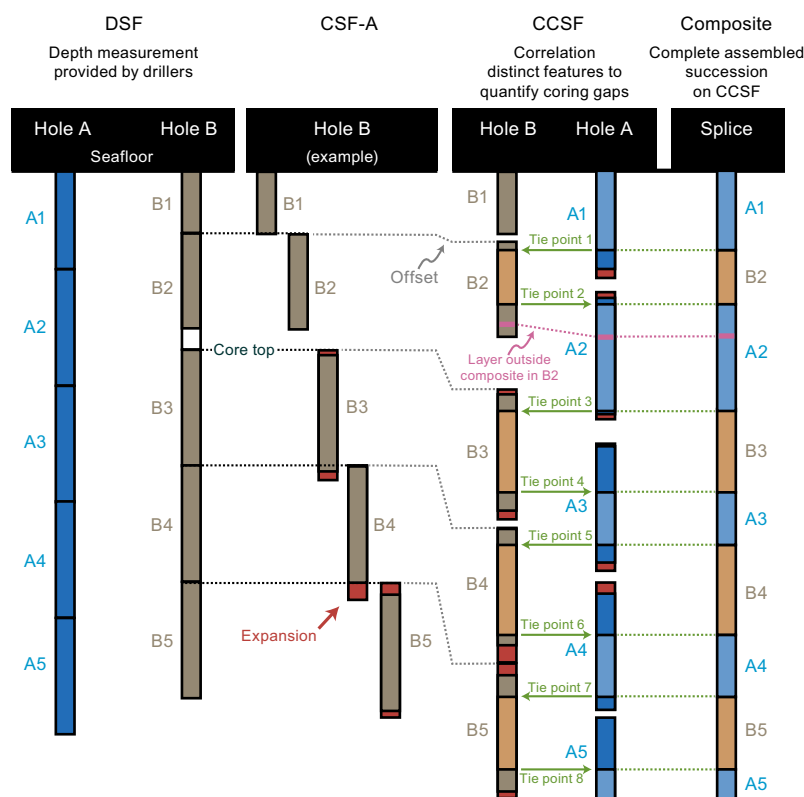 DSF
Depth measurement
provided by drillers
CSF-A
CCSF
Correlation
distinct features to
quantify coring gaps
Composite
Complete assembled
succession
on CCSF
Hole A
Hole B
Seafloor
Hole B
(example)
Hole B
Hole A
Splice
A1
A2
A3
A4
A5
B1
B2
B3
B4
B5
Core top
B1
B2
B3
B4
B5
Expansion
Offset
B1
B2
B3
B4
B5
Tie point 1
Tie point 2
Layer outside
composite in B2
Tie point 3
Tie point 4
Tie point 5
Tie point 6
Tie point 7
Tie point 8
A1
A2
A3
A4
A5
A1
B2
A2
B3
A3
B4
A4
B5
A5